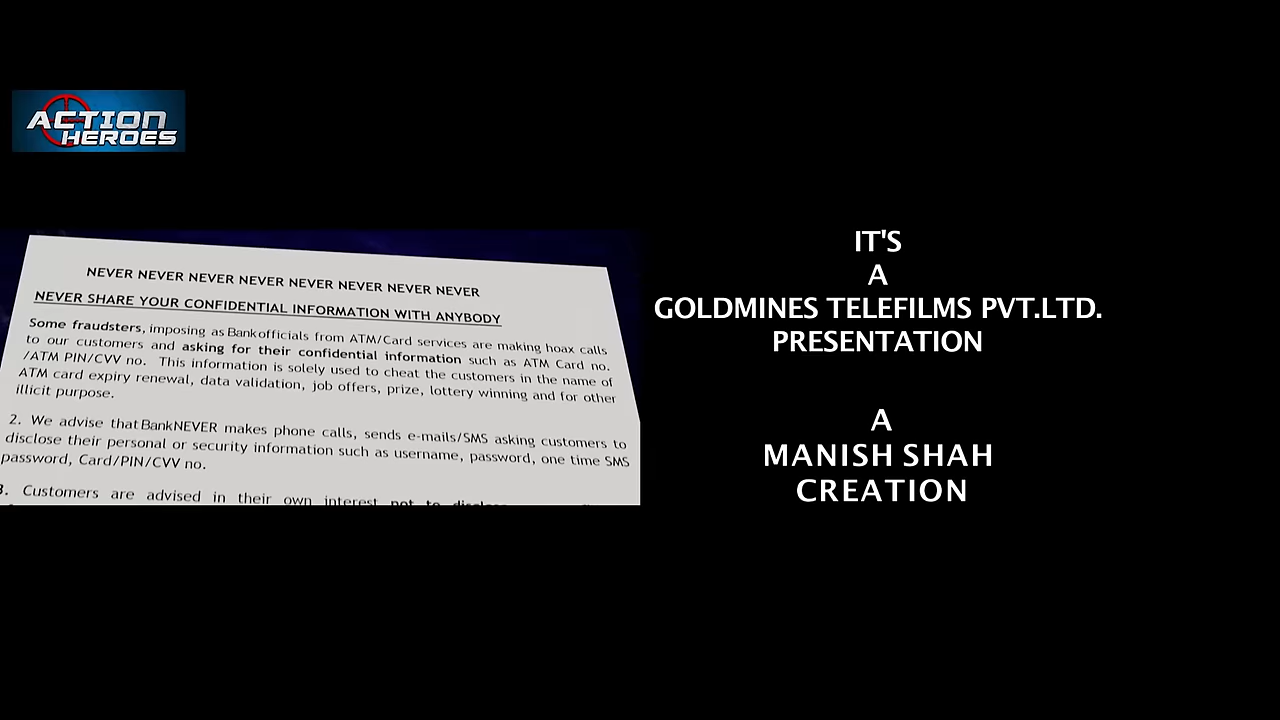 ACTION
HEROES
NEVER NEVER NEVER NEVER NEVER NEVER NEVER NEVER
NEVER SHARE YOUR CONFIDENTIAL INFORMATION WITH ANYBODY
Some fraudsters, imposing as Bank officials from ATM/Card services are making hoax calls
to our customers and asking for their confidential information such as ATM Card no.
/ATM PIN/CVV no. This information is solely used to cheat the customers in the name of
ATM card expiry renewal, data validation, job offers, prize, lottery winning and for other
illicit purpose.
2. We advise that Bank NEVER makes phone calls, sends e-mails/SMS asking customers to
disclose their personal or security information such as username, password, one time SMS
password, Card/PIN/CVV no.
3. Customers are advised in their own interest not to
IT'S
A
GOLDMINES TELEFILMS PVT.LTD.
PRESENTATION
A
MANISH SHAH
CREATION